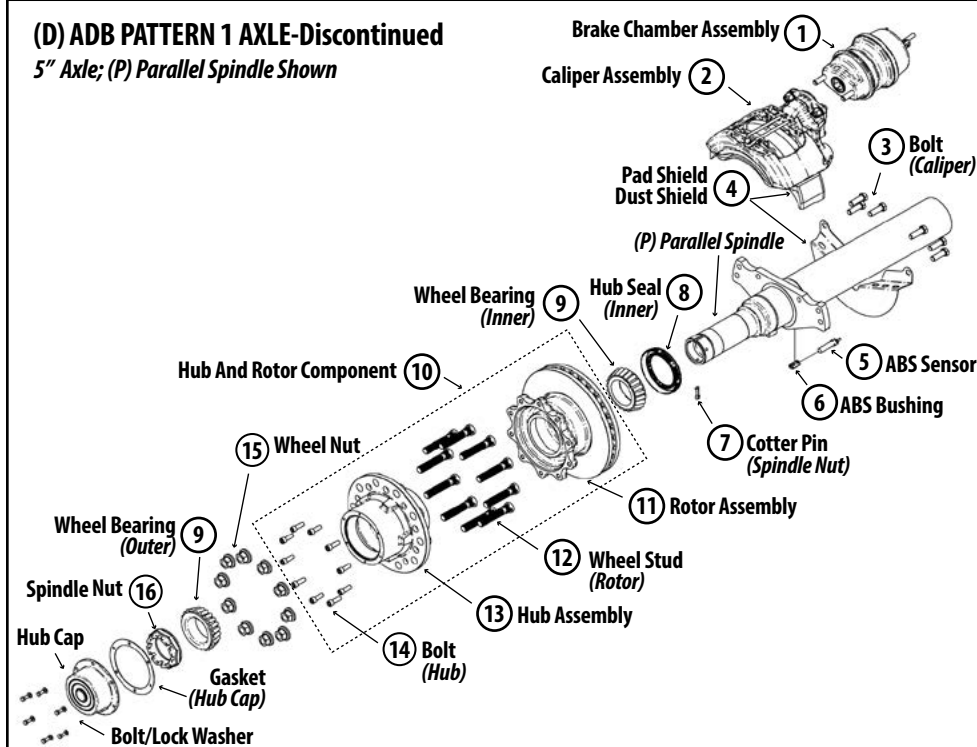 (D) ADB PATTERN 1 AXLE-Discontinued
5" Axle; (P) Parallel Spindle Shown
Brake Chamber Assembly 1
Caliper Assembly 2
3 Bolt
(Caliper)
Pad Shield
Dust Shield 4
(P) Parallel Spindle
Hub Seal 8
(Inner)
Wheel Bearing 9
(Inner)
5 ABS Sensor
6 ABS Bushing
7 Cotter Pin
(Spindle Nut)
Hub And Rotor Component 10
11 Rotor Assembly
15 Wheel Nut
12 Wheel Stud
(Rotor)
Wheel Bearing 9
(Outer)
13 Hub Assembly
Spindle Nut 16
14 Bolt
(Hub)
Hub Cap
Gasket
(Hub Cap)
Bolt/Lock Washer